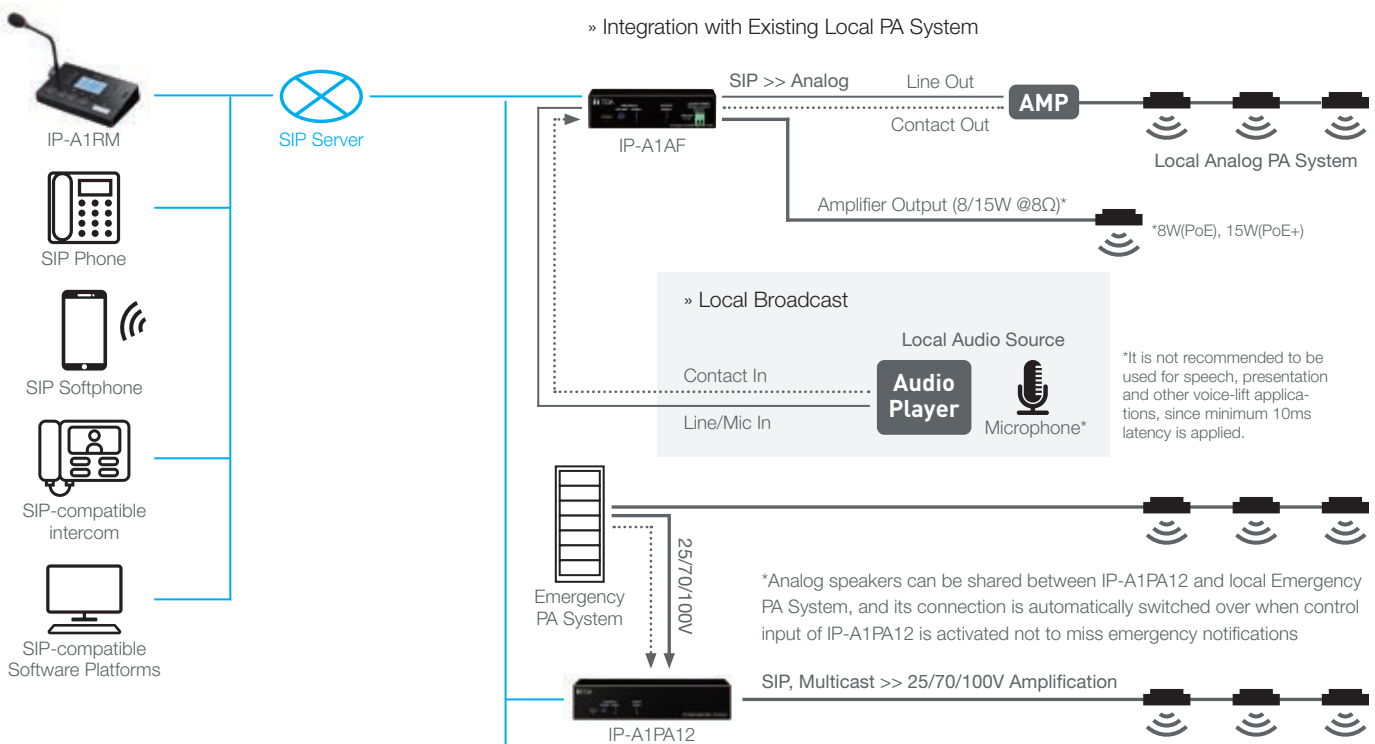 » Integration with Existing Local PA System
IP-A1RM
SIP Server
SIP Phone
SIP Softphone
SIP-compatible
intercom
SIP-compatible
Software Platforms
TOA
IP-A1AF
SIP >> Analog
Line Out
Contact Out
AMP
Local Analog PA System
Amplifier Output (8/15W @8Ω)*
*8W(PoE), 15W(PoE+)
» Local Broadcast
Local Audio Source
Contact In
Line/Mic In
Audio
Player
Microphone*
*It is not recommended to be
used for speech, presentation
and other voice-lift applica-
tions, since minimum 10ms
latency is applied.
Emergency
PA System
25/70/100V
*Analog speakers can be shared between IP-A1PA12 and local Emergency
PA System, and its connection is automatically switched over when control
input of IP-A1PA12 is activated not to miss emergency notifications
SIP, Multicast >> 25/70/100V Amplification
TOA
IP-A1PA12